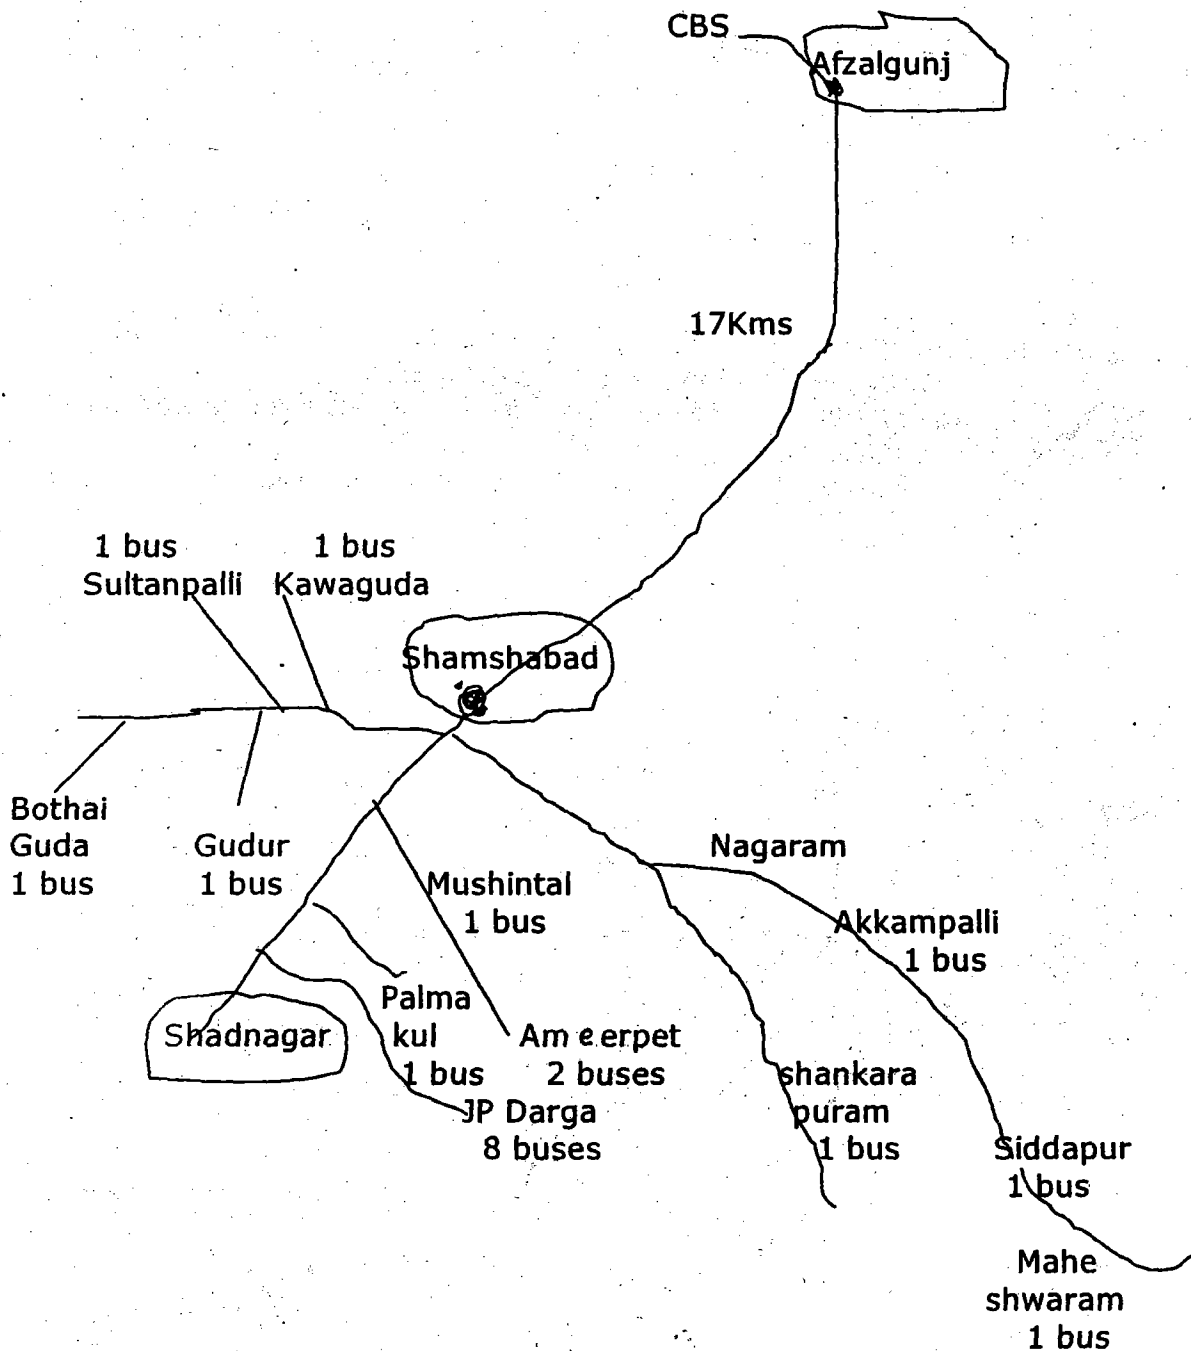 CBS
Afzalgunj
17Kms
1 bus
Sultanpalli
1 bus
Kawaguda
Shamshabad
Bothai
Guda
1 bus
Gudur
1 bus
Mushintal
1 bus
Nagaram
Akkampalli
1 bus
Shadnagar
Palma
kul
1 bus
Ameerpet
2 buses
JP Darga
8 buses
shankara
puram
1 bus
Siddapur
1 bus
Mahe
shwaram
1 bus